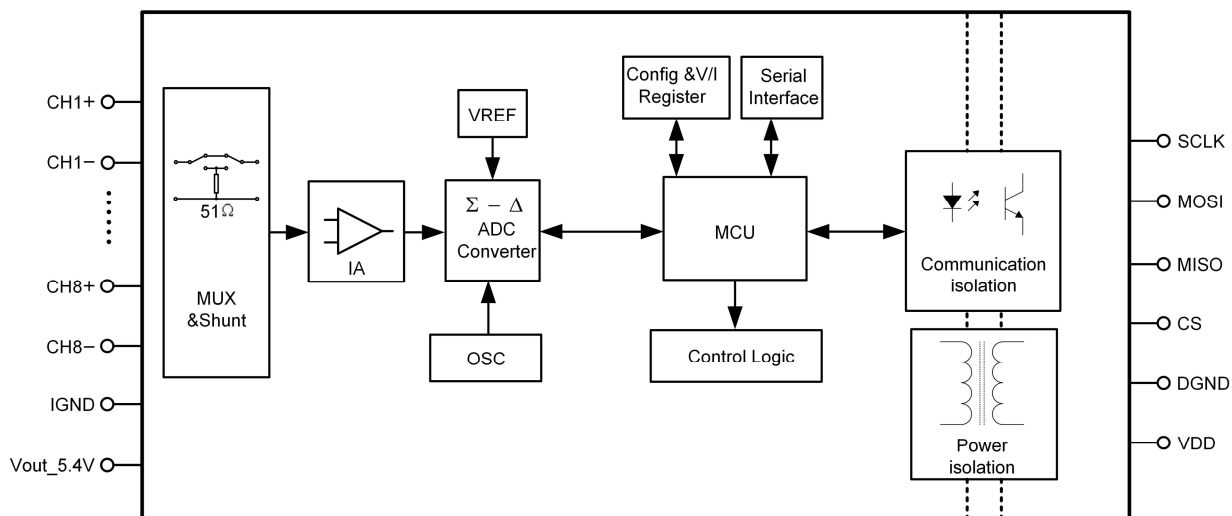 CH1+
CH1−
CH8+
CH8−
IGND
Vout_5.4V
51Ω
MUX
&Shunt
IA
VREF
Σ − Δ
ADC
Converter
OSC
Config &V/I
Register
Serial
Interface
MCU
Control Logic
Communication
isolation
Power
isolation
SCLK
MOSI
MISO
CS
DGND
VDD